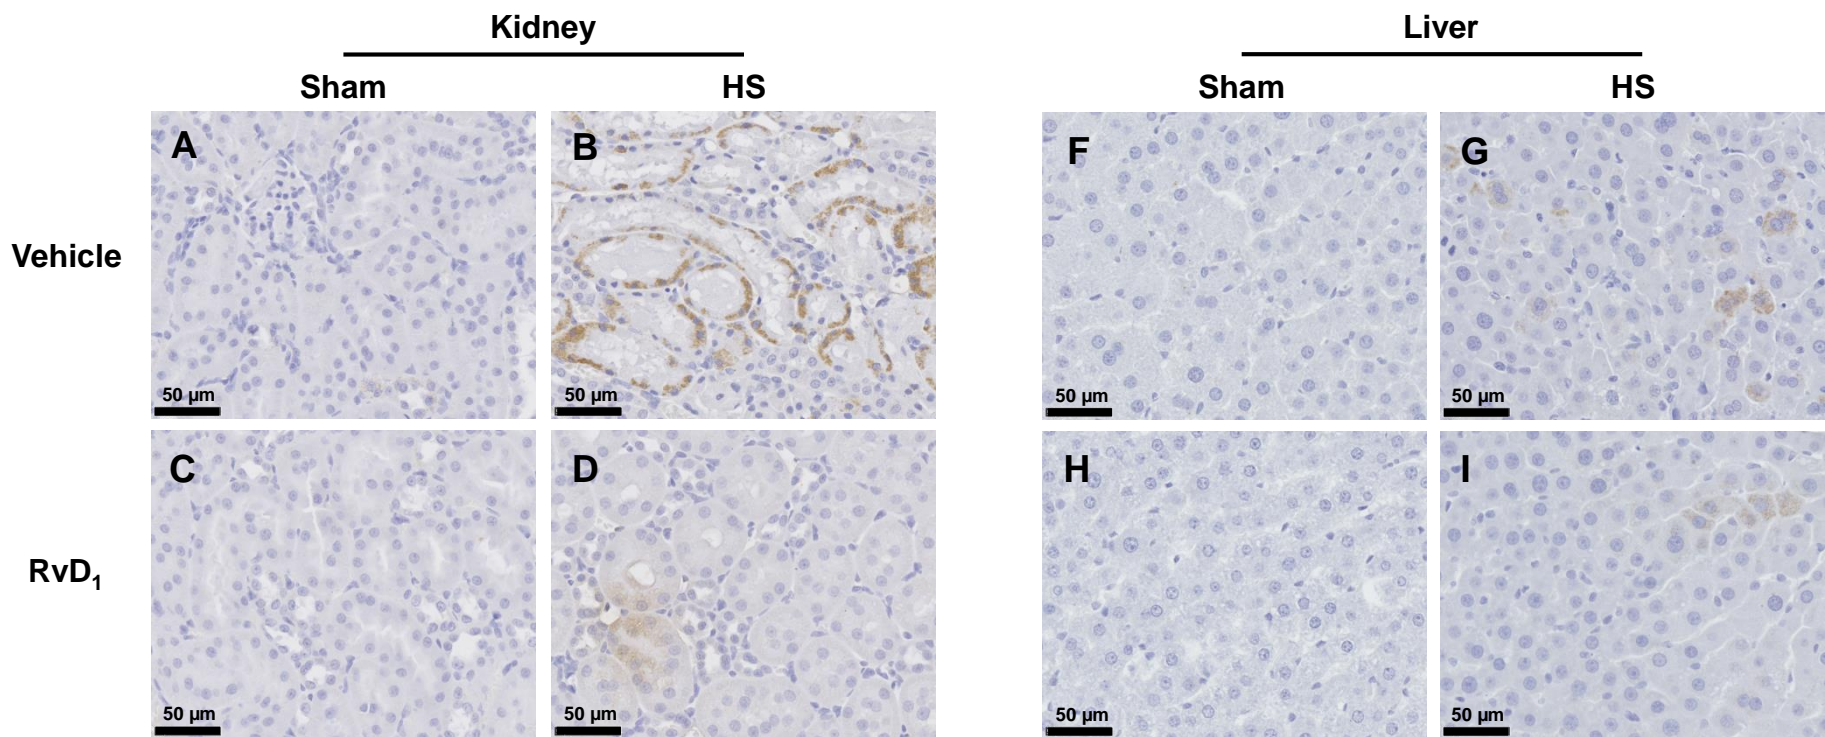 Kidney
Liver
Sham
HS
Sham
HS
Vehicle
A
50 µm
B
50 µm
F
50 µm
G
50 µm
RvD₁
C
50 µm
D
50 µm
H
50 µm
I
50 µm